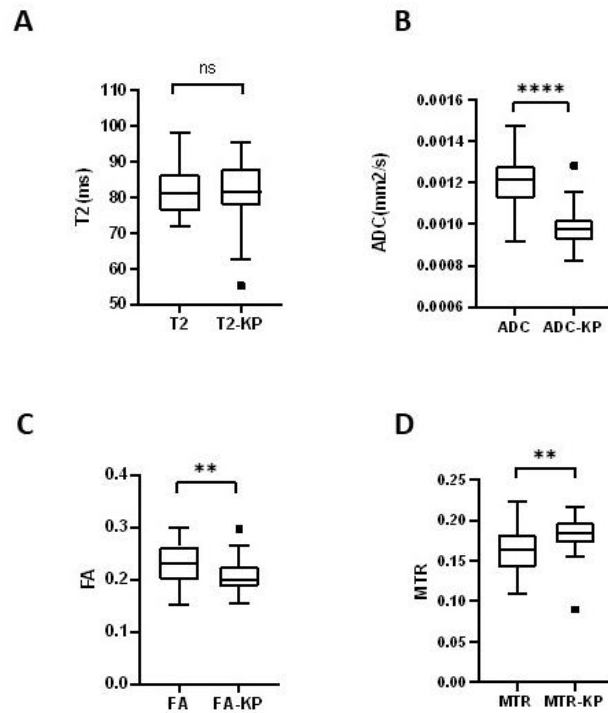 A
ns
T2 (ms)
110
100
90
80
70
60
50
T2
T2-KP
B
****
ADC(mm2/s)
0.0016
0.0014
0.0012
0.0010
0.0008
0.0006
ADC
ADC-KP
C
**
FA
0.4
0.3
0.2
0.1
0.0
FA
FA-KP
D
**
MTR
0.25
0.20
0.15
0.10
0.05
0.00
MTR
MTR-KP